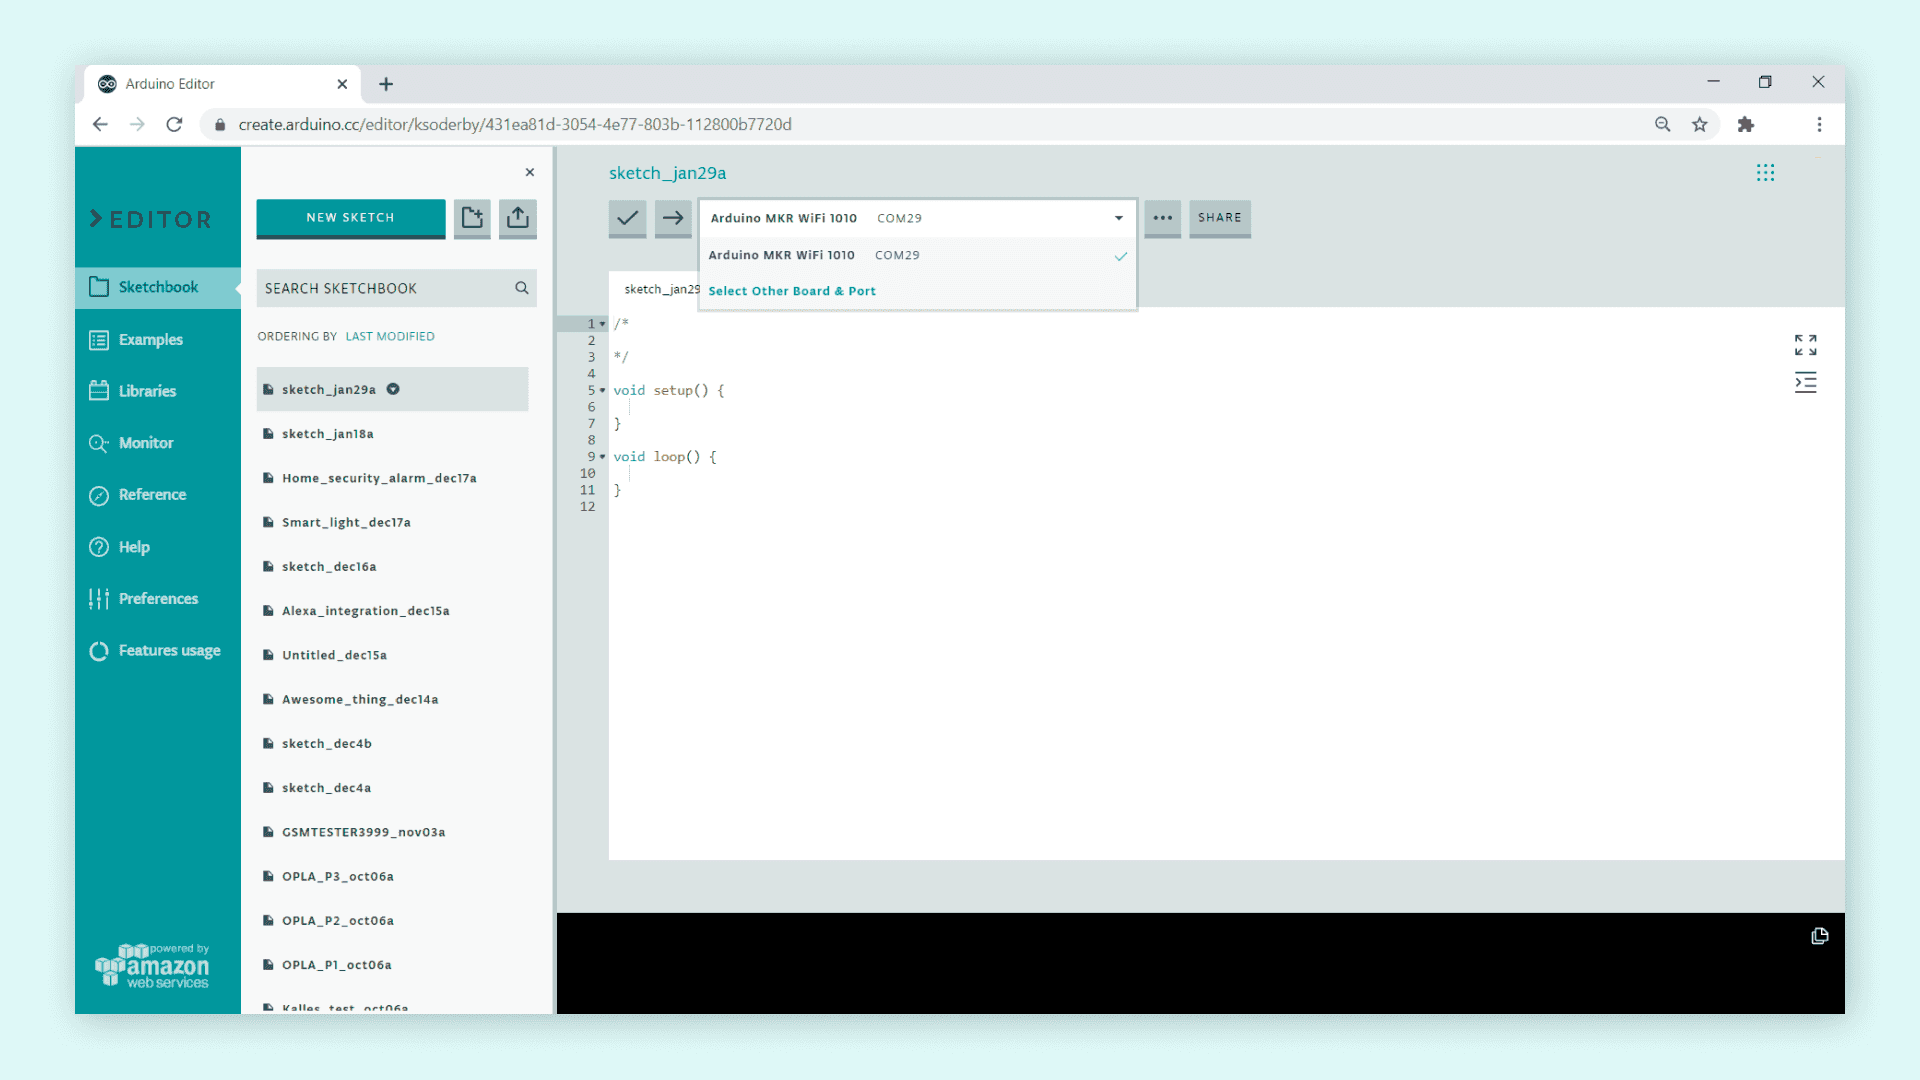 Arduino Editor
create.arduino.cc/editor/ksoderby/431ea81d-3054-4e77-803b-112800b7720d
EDITOR
Sketchbook
Examples
Libraries
Monitor
Reference
Help
Preferences
Features usage
powered by
amazon
web services
NEW SKETCH
SEARCH SKETCHBOOK
ORDERING BY LAST MODIFIED
sketch_jan29a
sketch_jan18a
Home_security_alarm_dec17a
Smart_light_dec17a
sketch_dec16a
Alexa_integration_dec15a
Untitled_dec15a
Awesome_thing_dec14a
sketch_dec4b
sketch_dec4a
GSMTESTER3999_nov03a
OPLA_P3_oct06a
OPLA_P2_oct06a
OPLA_P1_oct06a
Kalles_test_oct06a
sketch_jan29a
Arduino MKR WiFi 1010 COM29
SHARE
Arduino MKR WiFi 1010 COM29
Select Other Board & Port
sketch_jan29
1 /*
2
3 */
4
5 void setup() {
6
7 }
8
9 void loop() {
10
11 }
12